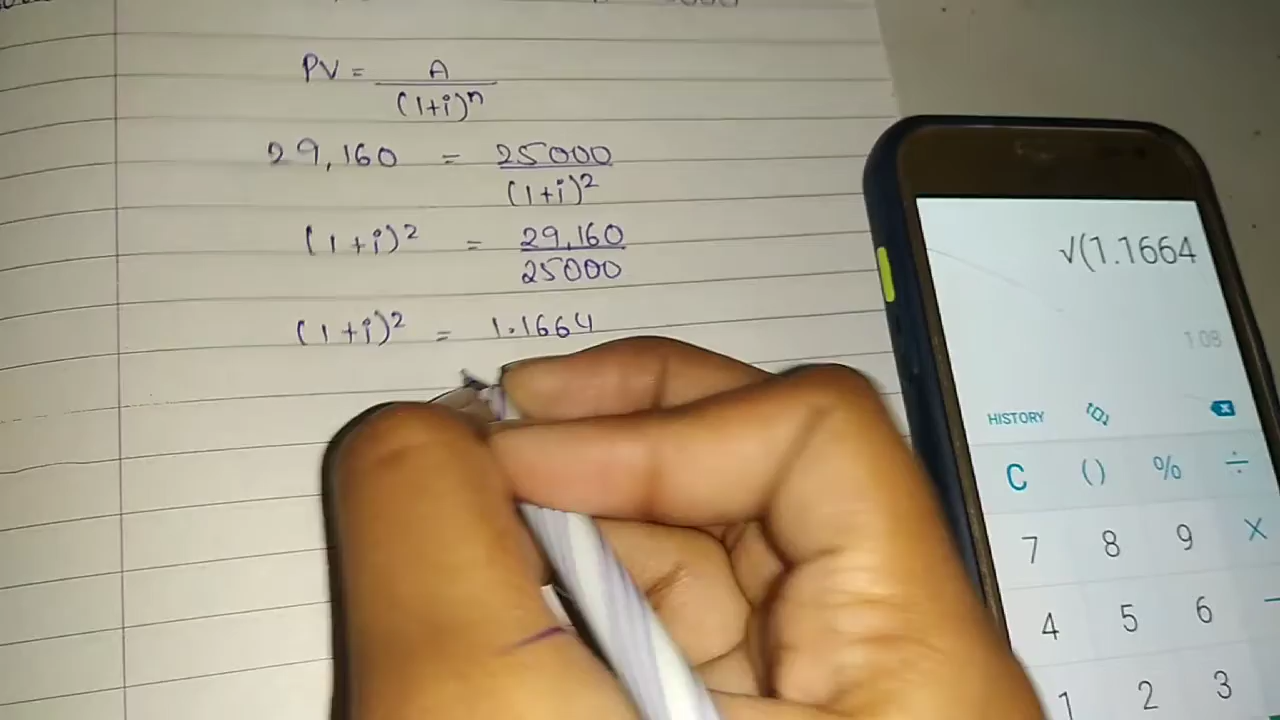 PV = A / (1+i)^n
29,160 = 25000 / (1+i)²
(1+i)² = 29,160 / 25000
(1+i)² = 1.1664
√(1.1664
1.08
HISTORY
C () % ÷
7 8 9 ×
4 5 6 −
1 2 3